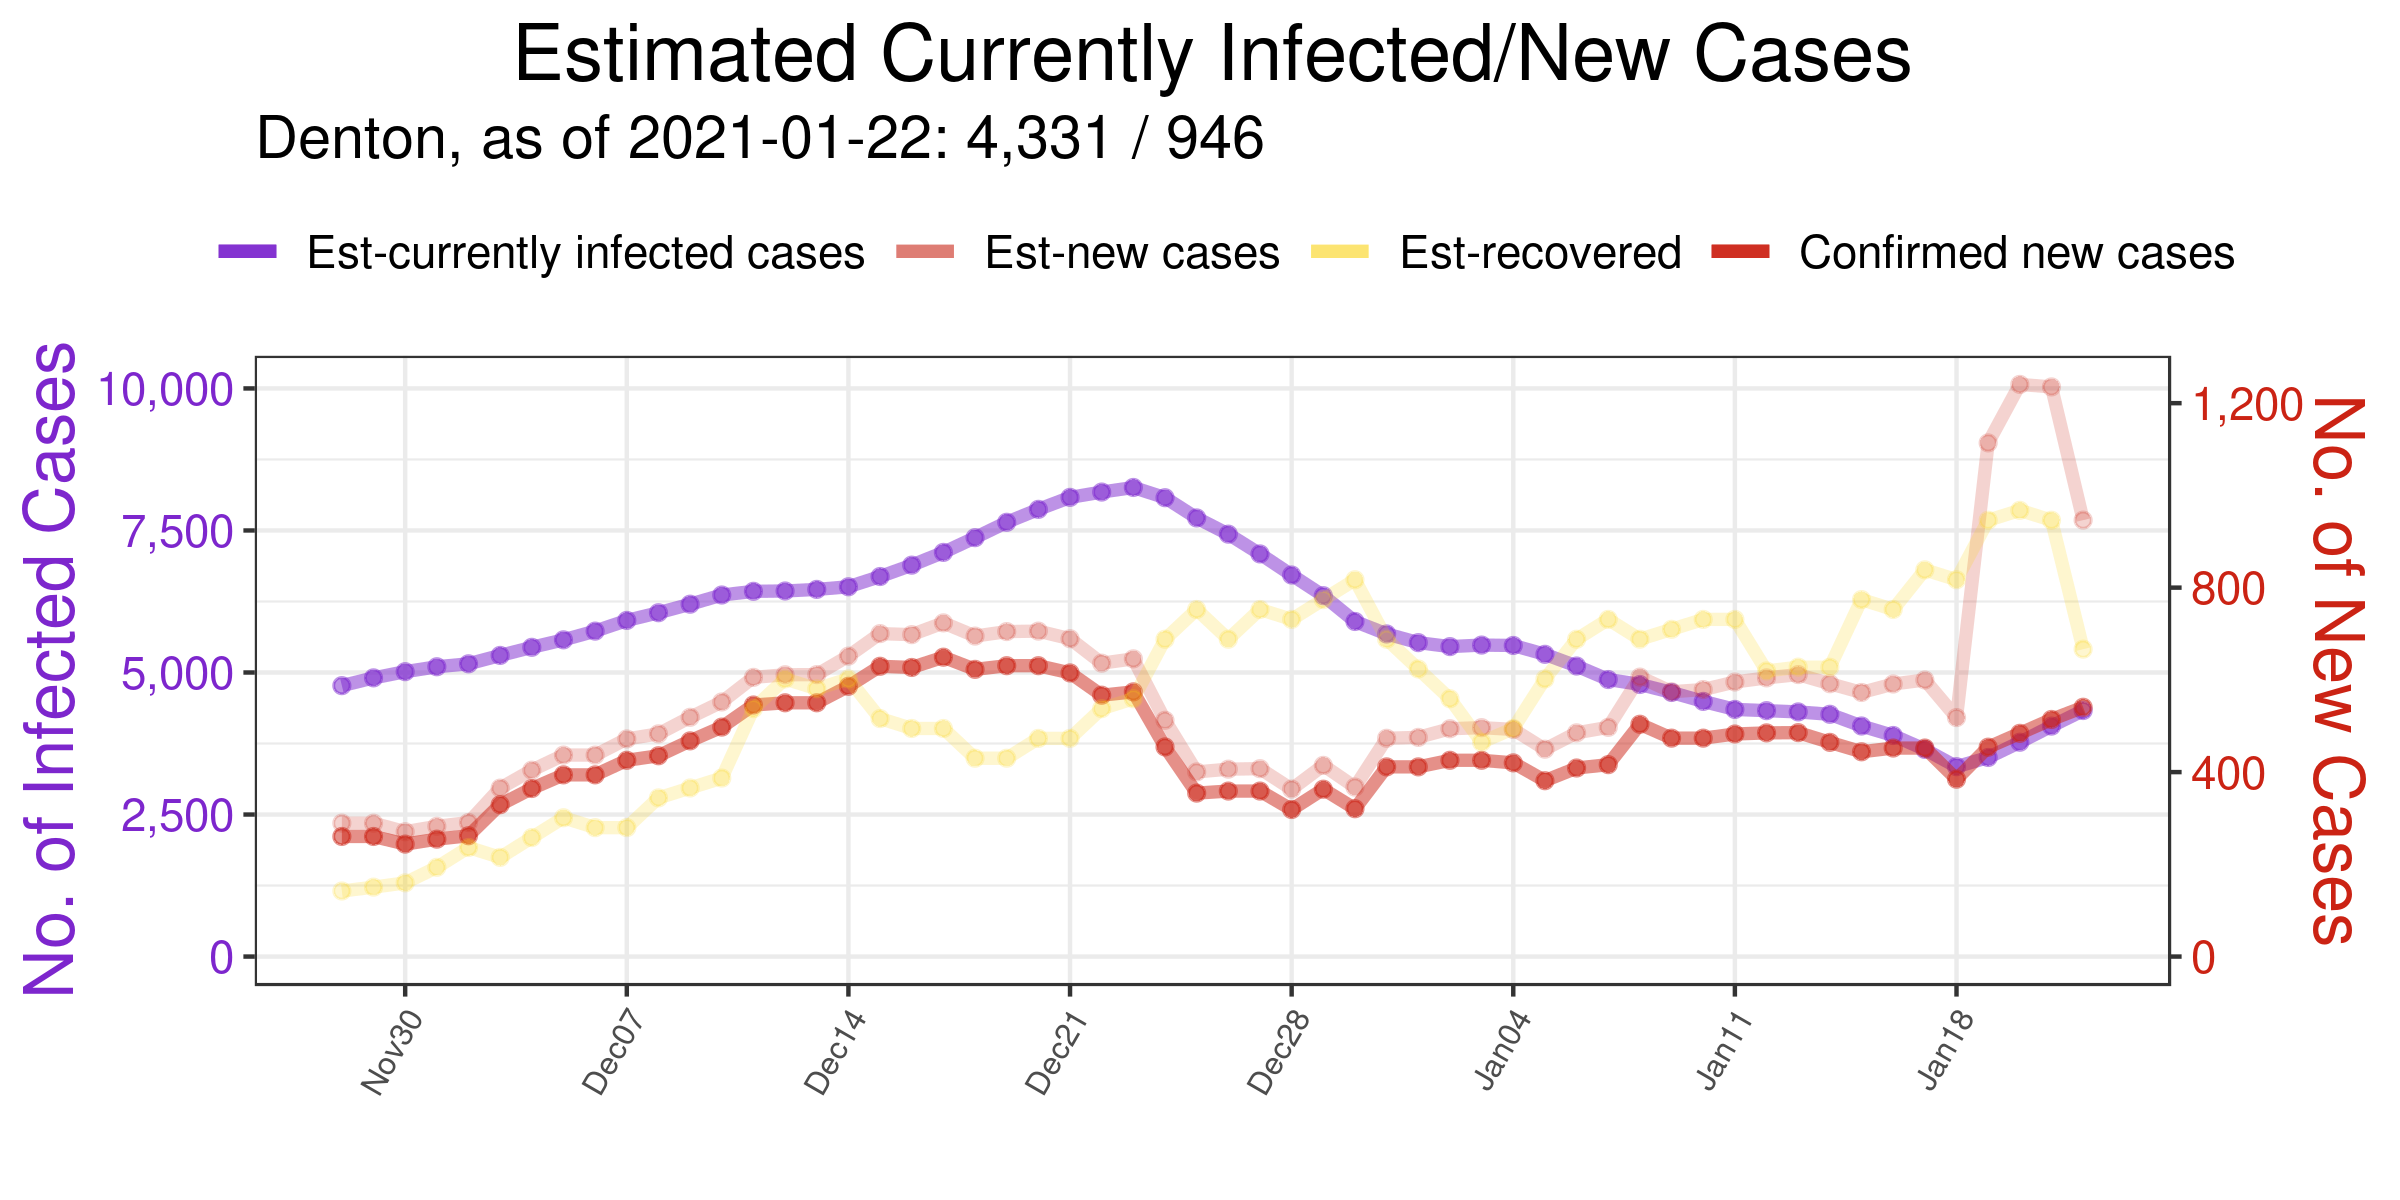 Estimated Currently Infected/New Cases
Denton, as of 2021-01-22: 4,331 / 946
Est-currently infected cases Est-new cases Est-recovered Confirmed new cases
No. of Infected Cases
10,000
7,500
5,000
2,500
0
1,200
800
400
0
No. of New Cases
Nov30 Dec07 Dec14 Dec21 Dec28 Jan04 Jan11 Jan18